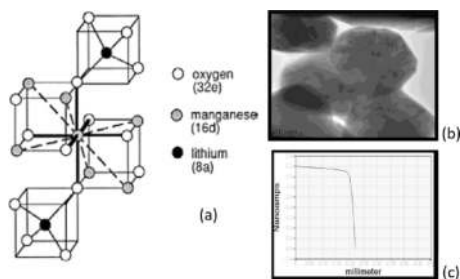 oxygen
(32e)
manganese
(16d)
lithium
(8a)
(a)
(b)
Nanoamps
millimeter
(c)